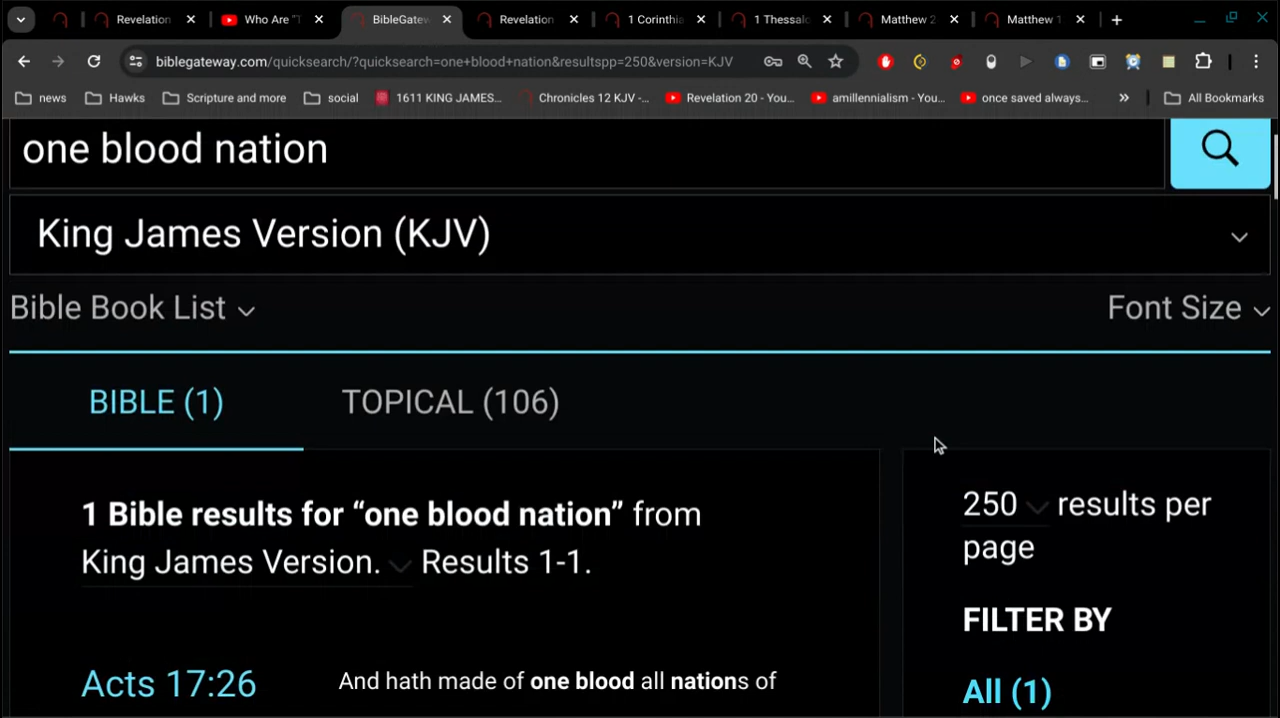 Revelation
Who Are "T
BibleGatew
Revelation
1 Corinthia
1 Thessalo
Matthew 2
Matthew 1
biblegateway.com/quicksearch/?quicksearch=one+blood+nation&resultspp=250&version=KJV
news
Hawks
Scripture and more
social
1611 KING JAMES...
Chronicles 12 KJV -...
Revelation 20 - You...
amillennialism - You...
once saved always...
All Bookmarks
one blood nation
King James Version (KJV)
Bible Book List
Font Size
BIBLE (1)
TOPICAL (106)
1 Bible results for “one blood nation” from
King James Version. Results 1-1.
250 results per
page
FILTER BY
Acts 17:26
And hath made of one blood all nations of
All (1)